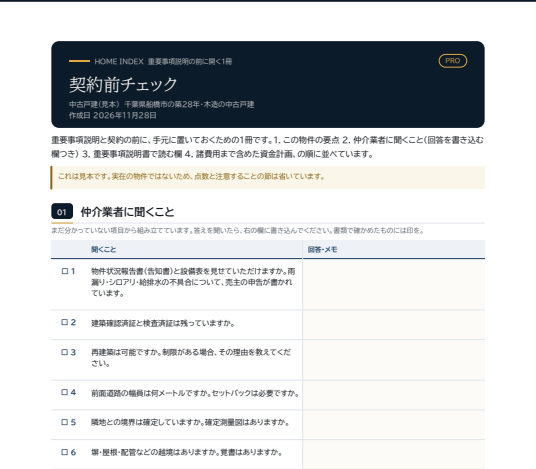 HOME INDEX 重要事項説明の前に開く1冊
PRO
契約前チェック
中古戸建(見本) 千葉県船橋市の築28年・木造の中古戸建
作成日 2026年11月28日
重要事項説明と契約の前に、手元に置いておくための1冊です。1. この物件の要点 2. 仲介業者に聞くこと(回答を書き込む
欄つき) 3. 重要事項説明書で読む欄 4. 諸費用まで含めた資金計画、の順に並べています。
これは見本です。実在の物件ではないため、点数と注意することの節は省いています。
01 仲介業者に聞くこと
まだ分かっていない項目から組み立てています。答えを聞いたら、右の欄に書き込んでください。書類で確かめたものには印を。
聞くこと 回答・メモ
☐ 1 物件状況報告書(告知書)と設備表を見せていただけますか。雨
漏り・シロアリ・給排水の不具合について、売主の申告が書かれ
ています。
☐ 2 建築確認済証と検査済証は残っていますか。
☐ 3 再建築は可能ですか。制限がある場合、その理由を教えてくだ
さい。
☐ 4 前面道路の幅員は何メートルですか。セットバックは必要ですか。
☐ 5 隣地との境界は確定していますか。確定測量図はありますか。
☐ 6 塀・屋根・配管などの越境はありますか。覚書はありますか。